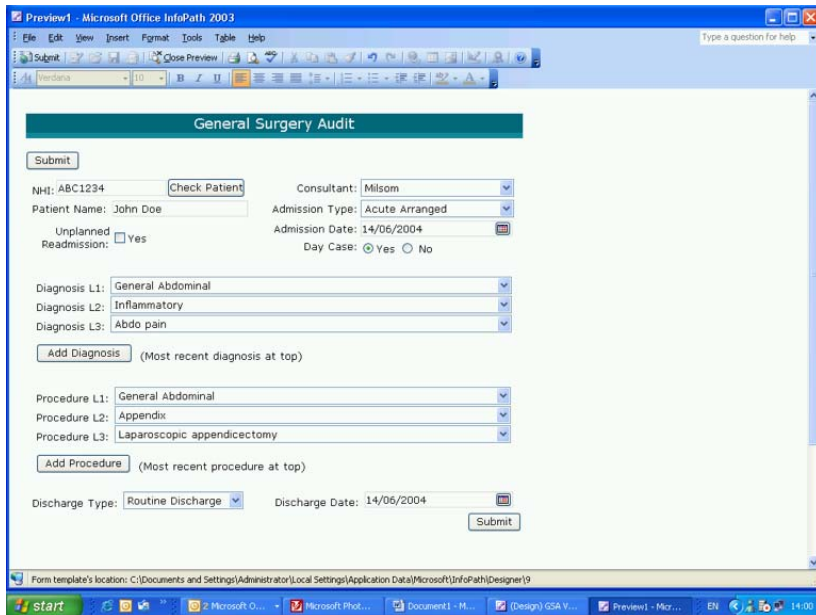 Preview1 - Microsoft Office InfoPath 2003
File Edit View Insert Format Tools Table Help
Type a question for help
Submit Close Preview
Verdana 10 B I U A
General Surgery Audit
Submit
NHI: ABC1234 Check Patient Consultant: Milsom
Patient Name: John Doe Admission Type: Acute Arranged
Unplanned Readmission: Yes Admission Date: 14/06/2004
Day Case: Yes No
Diagnosis L1: General Abdominal
Diagnosis L2: Inflammatory
Diagnosis L3: Abdo pain
Add Diagnosis (Most recent diagnosis at top)
Procedure L1: General Abdominal
Procedure L2: Appendix
Procedure L3: Laparoscopic appendicectomy
Add Procedure (Most recent procedure at top)
Discharge Type: Routine Discharge Discharge Date: 14/06/2004
Submit
Form template's location: C:\Documents and Settings\Administrator\Local Settings\Application Data\Microsoft\InfoPath\Designer\9
start 2 Microsoft O... Microsoft Phot... Document1 - M... (Design) GSA V... Preview1 - Micr... EN 14:00